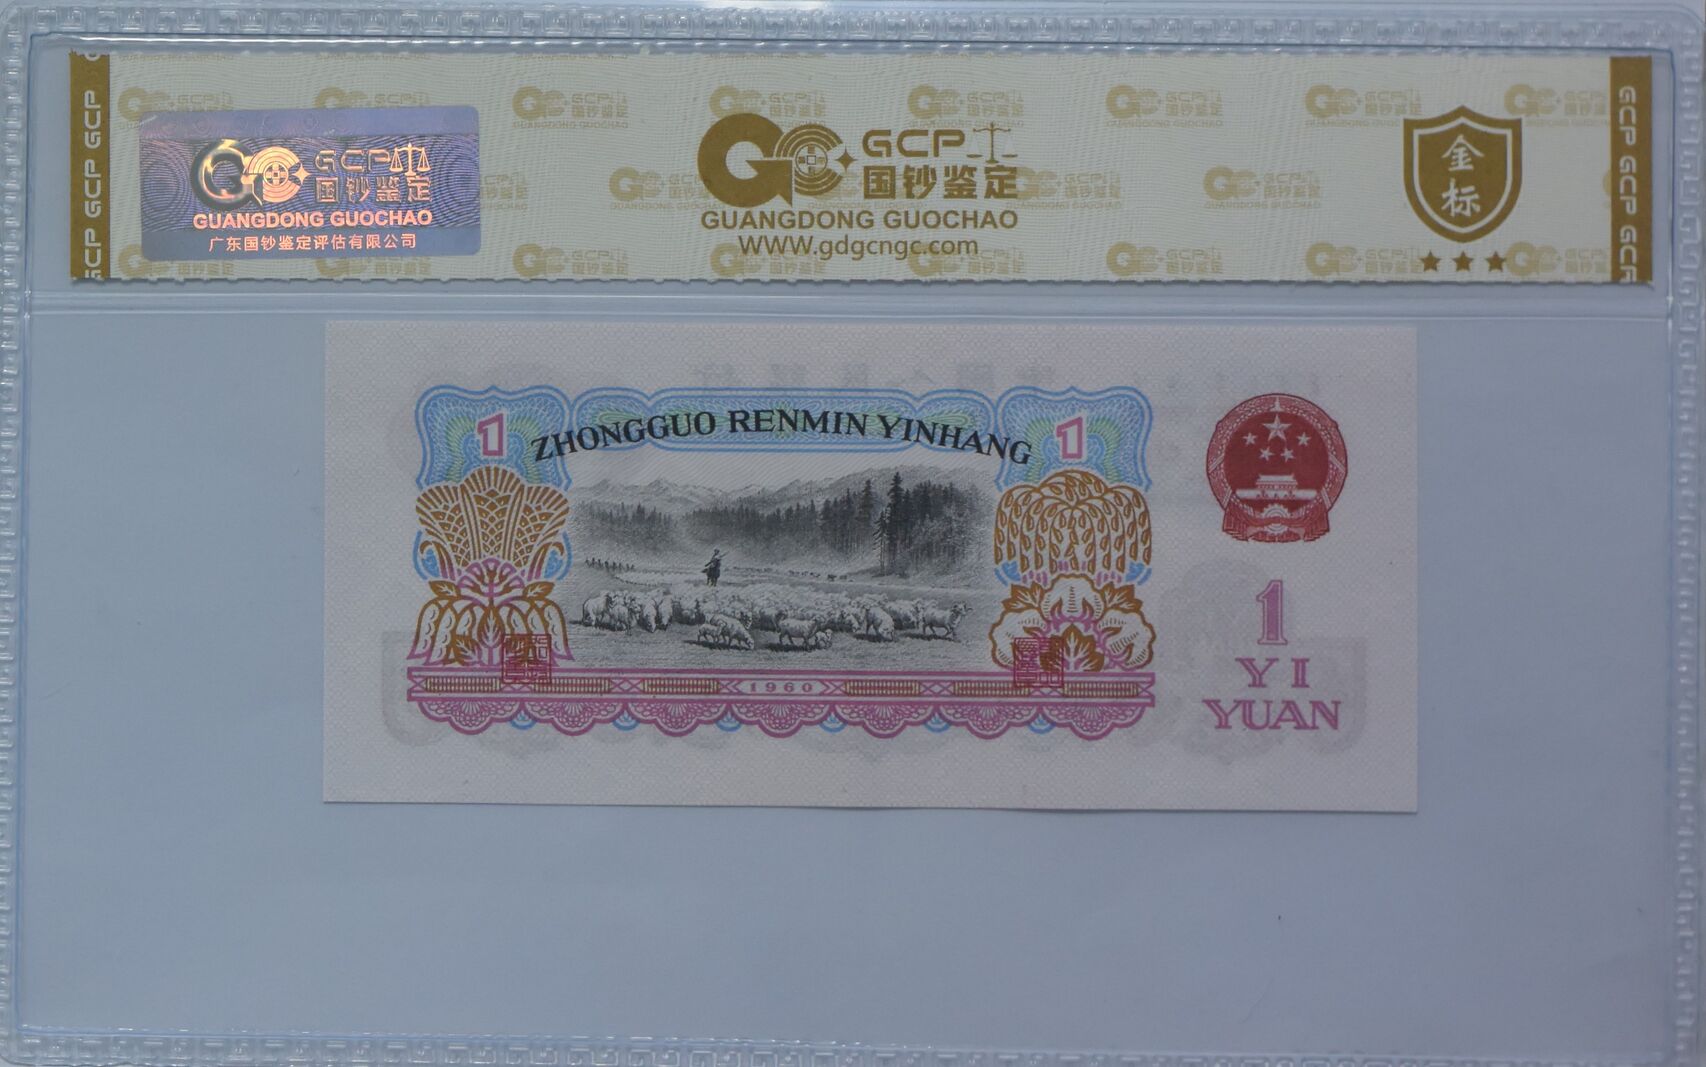 GCP GCP GCP
GCP 国钞鉴定
GUANGDONG GUOCHAO
广东国钞鉴定评估有限公司
GCP
国钞鉴定
GUANGDONG GUOCHAO
WWW.gdgcngc.com
金标
GCP GCP GCP
1
ZHONGGUO RENMIN YINHANG
1
1960
1
YI
YUAN